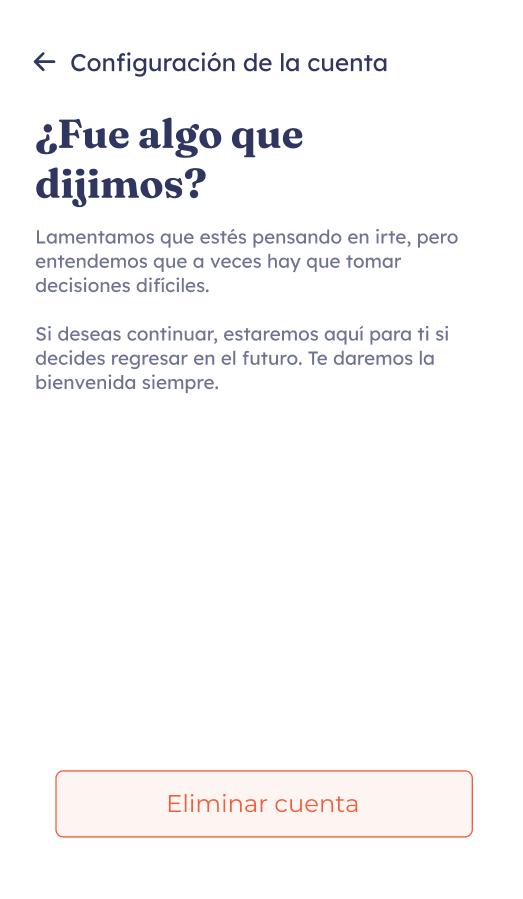 Configuración de la cuenta
¿Fue algo que
dijimos?
Lamentamos que estés pensando en irte, pero
entendemos que a veces hay que tomar
decisiones difíciles.
Si deseas continuar, estaremos aquí para ti si
decides regresar en el futuro. Te daremos la
bienvenida siempre.
Eliminar cuenta